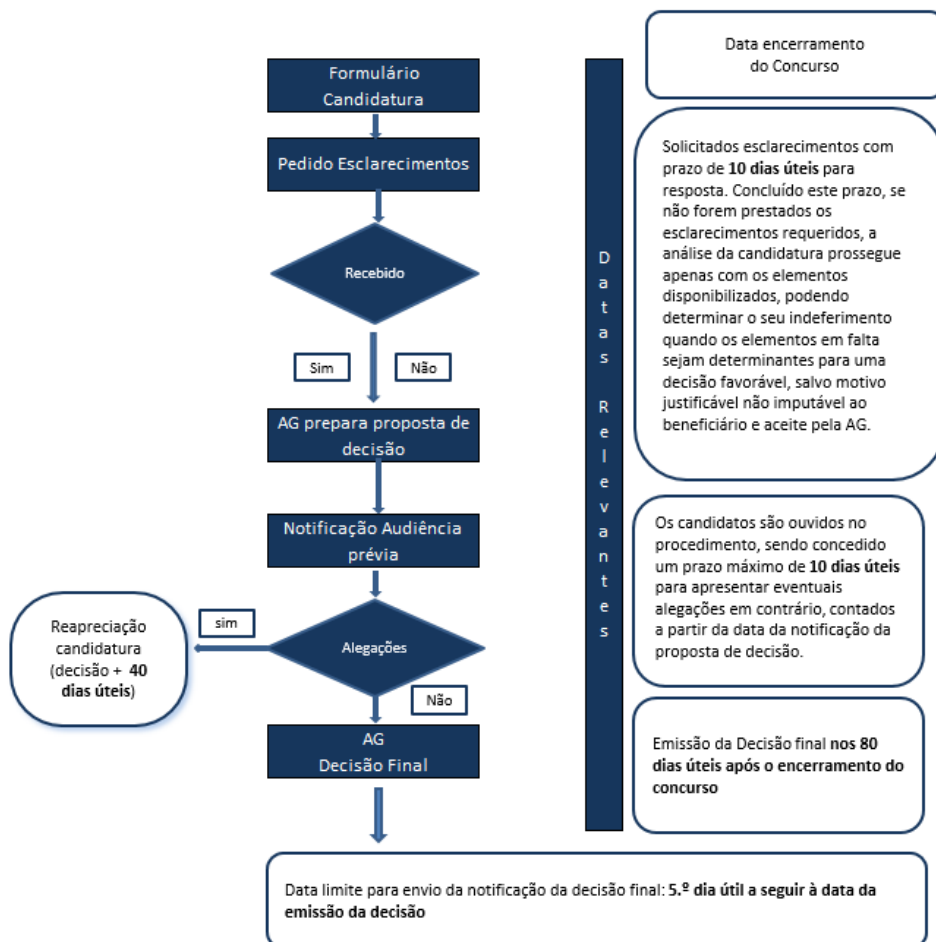 Formulário
Candidatura
Pedido Esclarecimentos
Recebido
Sim
Não
AG prepara proposta de
decisão
Notificação Audiência
prévia
Alegações
sim
Reapreciação
candidatura
(decisão + 40
dias úteis)
Não
AG
Decisão Final
Datas Relevantes
Data encerramento
do Concurso
Solicitados esclarecimentos com
prazo de 10 dias úteis para
resposta. Concluído este prazo, se
não forem prestados os
esclarecimentos requeridos, a
análise da candidatura prossegue
apenas com os elementos
disponibilizados, podendo
determinar o seu indeferimento
quando os elementos em falta
sejam determinantes para uma
decisão favorável, salvo motivo
justificável não imputável ao
beneficiário e aceite pela AG.
Os candidatos são ouvidos no
procedimento, sendo concedido
um prazo máximo de 10 dias úteis
para apresentar eventuais
alegações em contrário, contados
a partir da data da notificação da
proposta de decisão.
Emissão da Decisão final nos 80
dias úteis após o encerramento do
concurso
Data limite para envio da notificação da decisão final: 5.º dia útil a seguir à data da
emissão da decisão